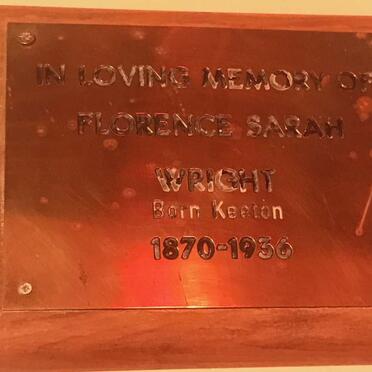 IN LOVING MEMORY OF
FLORENCE SARAH
WRIGHT
Born Keeton
1870-1936